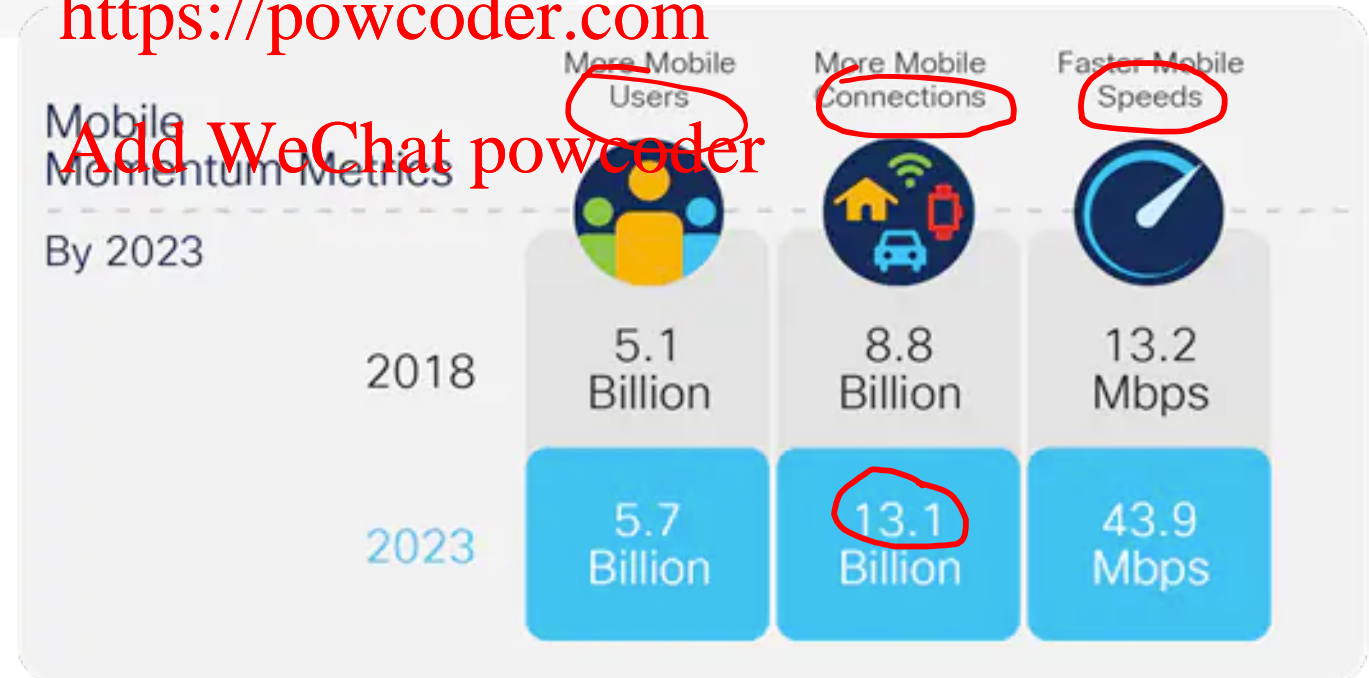 https://powcoder.com
More Mobile
Users
More Mobile
Connections
Faster Mobile
Speeds
Mobile
Momentum Metrics
Add WeChat powcoder
By 2023
2018
5.1
Billion
8.8
Billion
13.2
Mbps
2023
5.7
Billion
13.1
Billion
43.9
Mbps